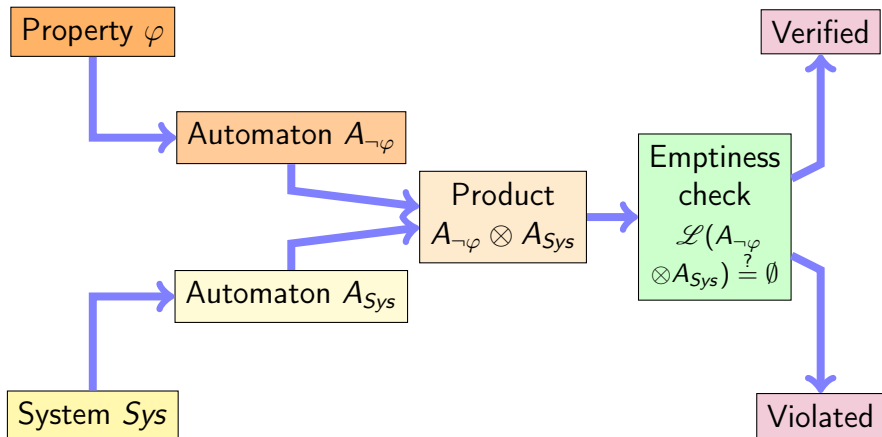 Property φ
Verified
Automaton A¬φ
Emptiness
check
ℒ(A¬φ
⊗ASys) ≟ ∅
Product
A¬φ ⊗ ASys
Automaton ASys
System Sys
Violated